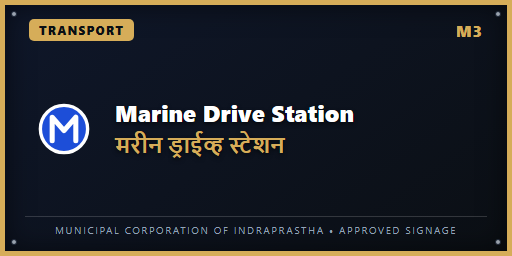 TRANSPORT
M3
M
Marine Drive Station
मरीन ड्राईव्ह स्टेशन
MUNICIPAL CORPORATION OF INDRAPRASTHA • APPROVED SIGNAGE